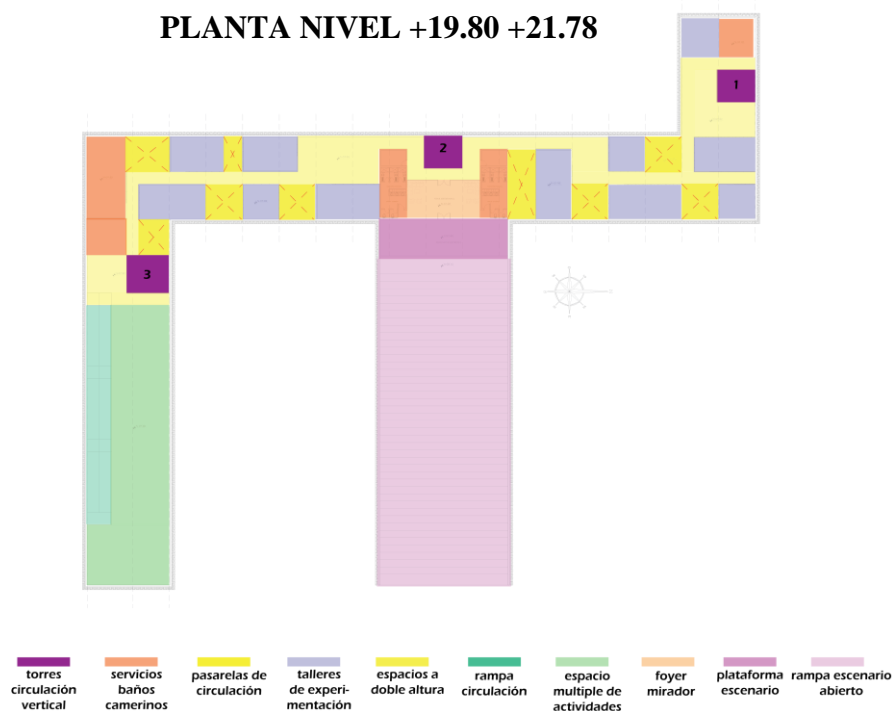 PLANTA NIVEL +19.80 +21.78
1
2
3
torres
circulación
vertical
servicios
baños
camerinos
pasarelas de
circulación
talleres
de experi-
mentación
espacios a
doble altura
rampa
circulación
espacio
multiple de
actividades
foyer
mirador
plataforma
escenario
rampa escenario
abierto